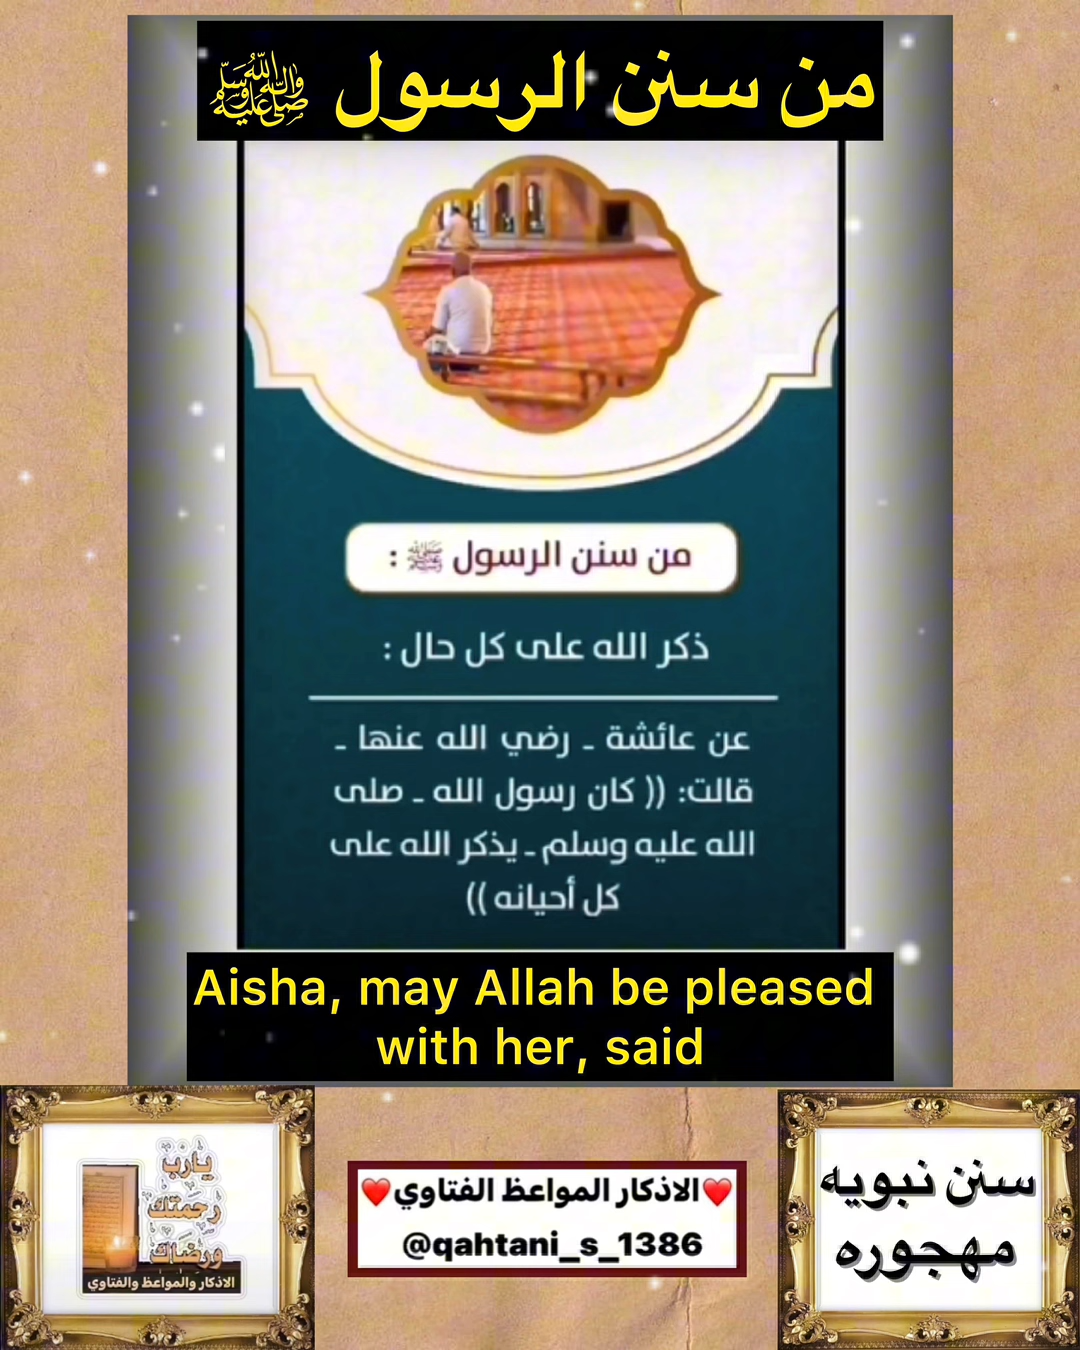 من سنن الرسول ﷺ
من سنن الرسول ﷺ :
ذكر الله على كل حال :
عن عائشة ـ رضي الله عنها ـ
قالت: (( كان رسول الله ـ صلى
الله عليه وسلم ـ يذكر الله على
كل أحيانه ))
Aisha, may Allah be pleased
with her, said
يارب
رحمتك
ورضاك
الاذكار والمواعظ والفتاوي
❤️الاذكار المواعظ الفتاوي❤️
@qahtani_s_1386
سنن نبويه
مهجوره